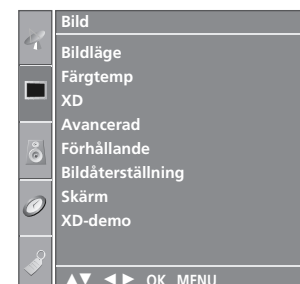 Bild
Bildläge
Färgtemp
XD
Avancerad
Förhållande
Bildåterställning
Skärm
XD-demo
▲▼ ◄► OK MENU